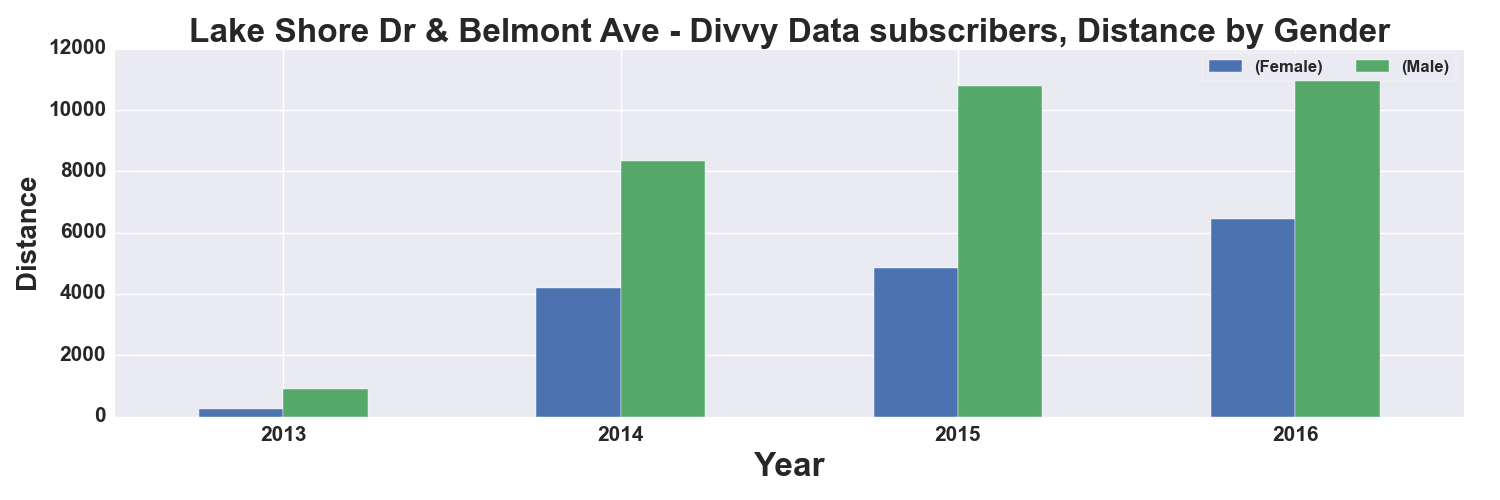 Lake Shore Dr & Belmont Ave - Divvy Data subscribers, Distance by Gender
(Female) (Male)
12000
10000
8000
6000
4000
2000
0
Distance
2013 2014 2015 2016
Year